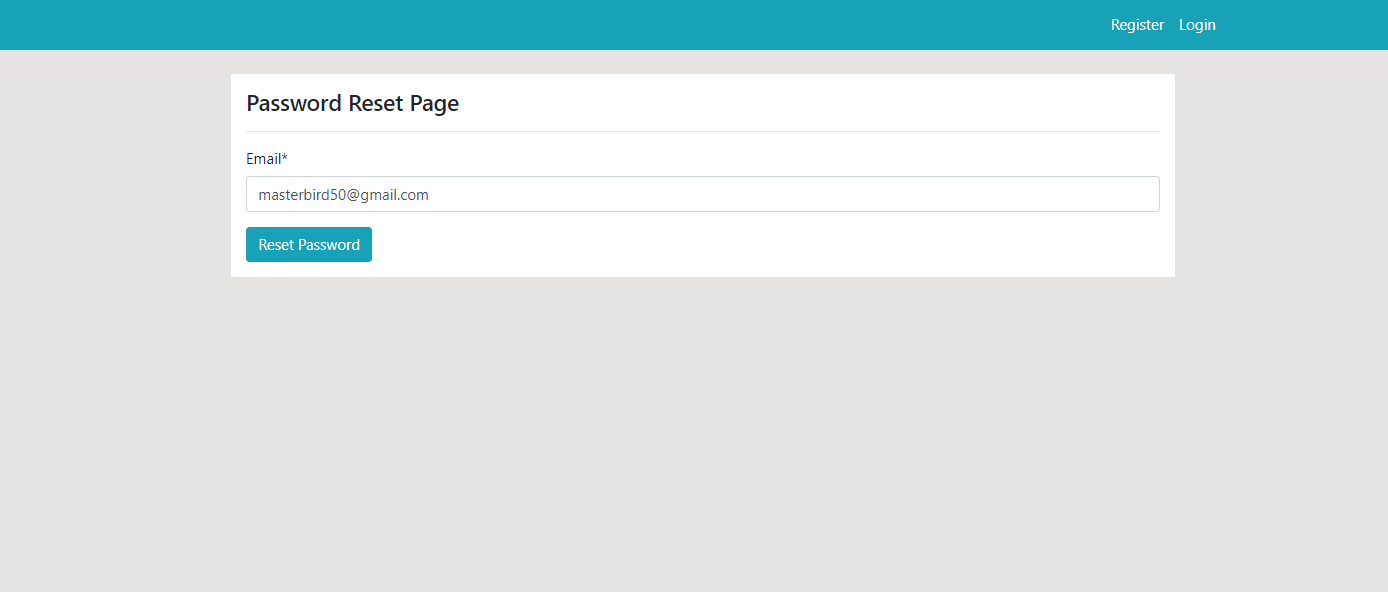 Register Login
Password Reset Page
Email*
masterbird50@gmail.com
Reset Password